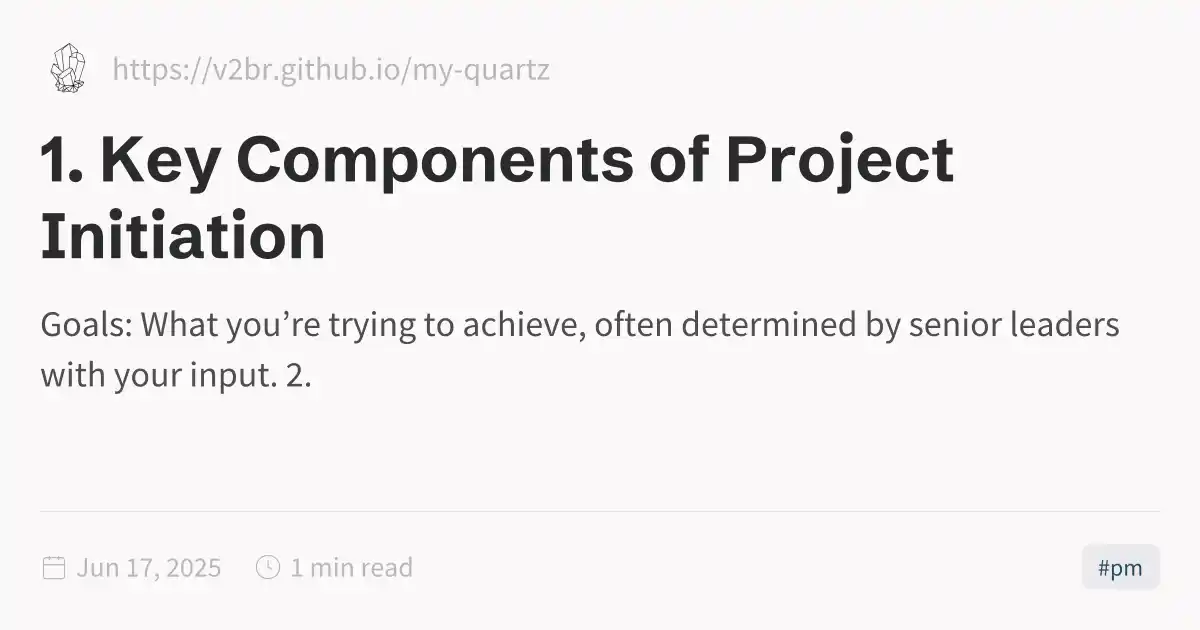 https://v2br.github.io/my-quartz
1. Key Components of Project
Initiation
Goals: What you’re trying to achieve, often determined by senior leaders
with your input. 2.
Jun 17, 2025 1 min read #pm